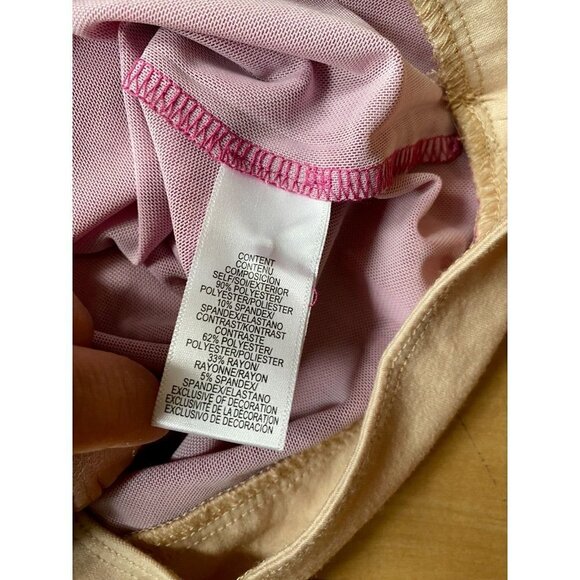 CONTENT
CONTENU
COMPOSICION
SELF/SOI/EXTERIOR
90% POLYESTER/
POLYESTER/POLIESTER
10% SPANDEX/
SPANDEX/ELASTANO
CONTRAST/KONTRAST
CONTRASTE
62% POLYESTER/
POLYESTER/POLIESTER
33% RAYON/
RAYONNE/RAYON
5% SPANDEX
SPANDEX/ELASTANO
EXCLUSIVE OF DECORATION
EXCLUSIVITÉ DE LA DÉCORATION
EXCLUSIVO DE DECORACION